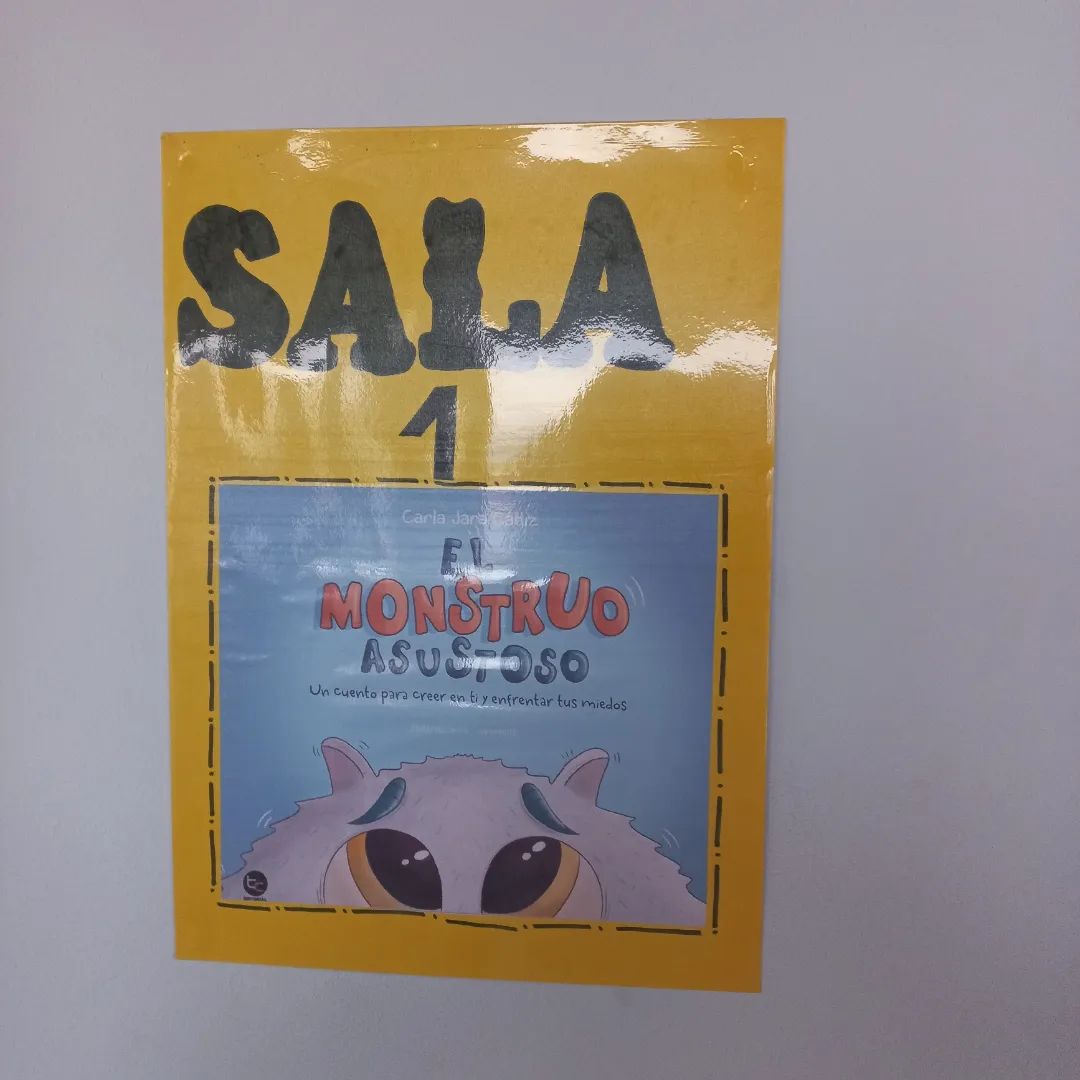 SALA
1
Carla Jara
EL
MONSTRUO
ASUSTOSO
Un cuento para creer en ti y enfrentar tus miedos